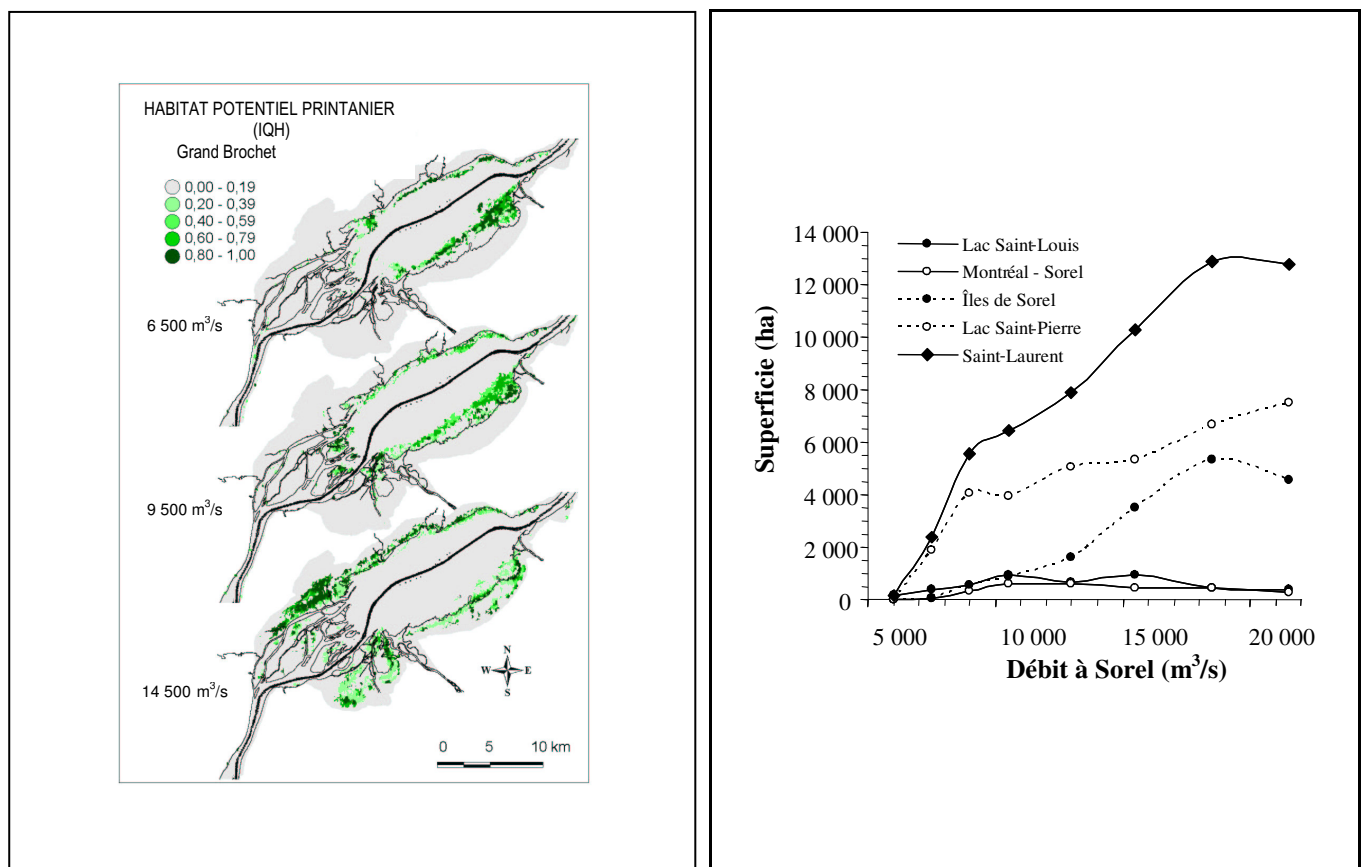 HABITAT POTENTIEL PRINTANIER
(IQH)
Grand Brochet
0,00 - 0,19
0,20 - 0,39
0,40 - 0,59
0,60 - 0,79
0,80 - 1,00
6 500 m³/s
9 500 m³/s
14 500 m³/s
N
W E
S
0 5 10 km
14 000
12 000
10 000
8 000
6 000
4 000
2 000
0
Superficie (ha)
Lac Saint-Louis
Montréal - Sorel
Îles de Sorel
Lac Saint-Pierre
Saint-Laurent
5 000 10 000 15 000 20 000
Débit à Sorel (m³/s)